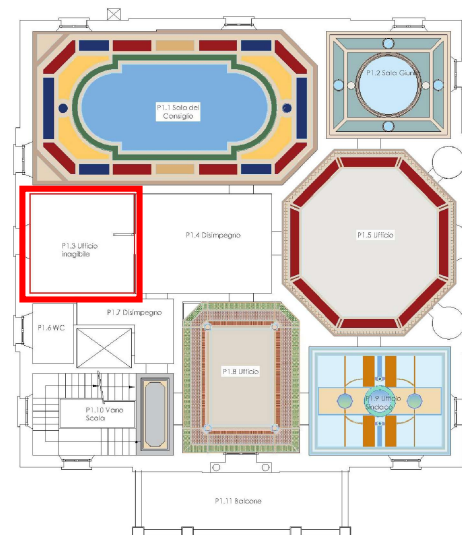 P1.1 Sala del
Consiglio
P1.2 Sala Giunta
P1.3 Ufficio
inagibile
P1.4 Disimpegno
P1.5 Ufficio
P1.7 Disimpegno
P1.6 WC
P1.8 Ufficio
P1.9 Ufficio
Sindaco
P1.10 Vano
Scala
P1.11 Balcone